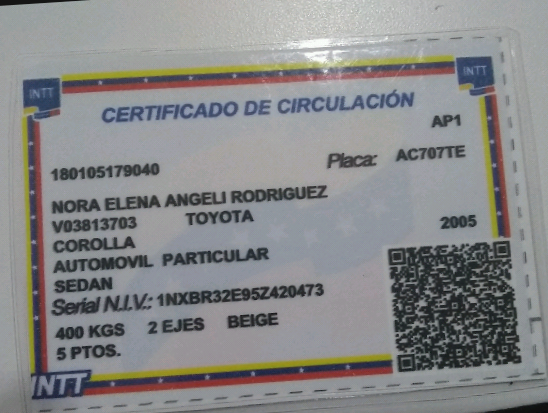 INTT INTT
CERTIFICADO DE CIRCULACIÓN
AP1
180105179040 Placa: AC707TE
NORA ELENA ANGELI RODRIGUEZ
V03813703 TOYOTA
COROLLA 2005
AUTOMOVIL PARTICULAR
SEDAN
Serial N.I.V.: 1NXBR32E95Z420473
400 KGS 2 EJES BEIGE
5 PTOS.
INTT